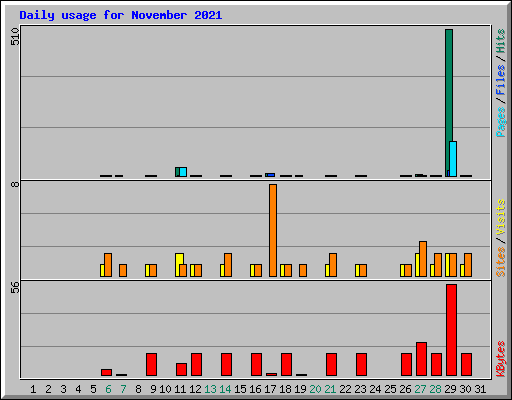 Daily usage for November 2021
510
8
56
Pages / Files / Hits
Sites / Visits
KBytes
1 2 3 4 5 6 7 8 9 10 11 12 13 14 15 16 17 18 19 20 21 22 23 24 25 26 27 28 29 30 31